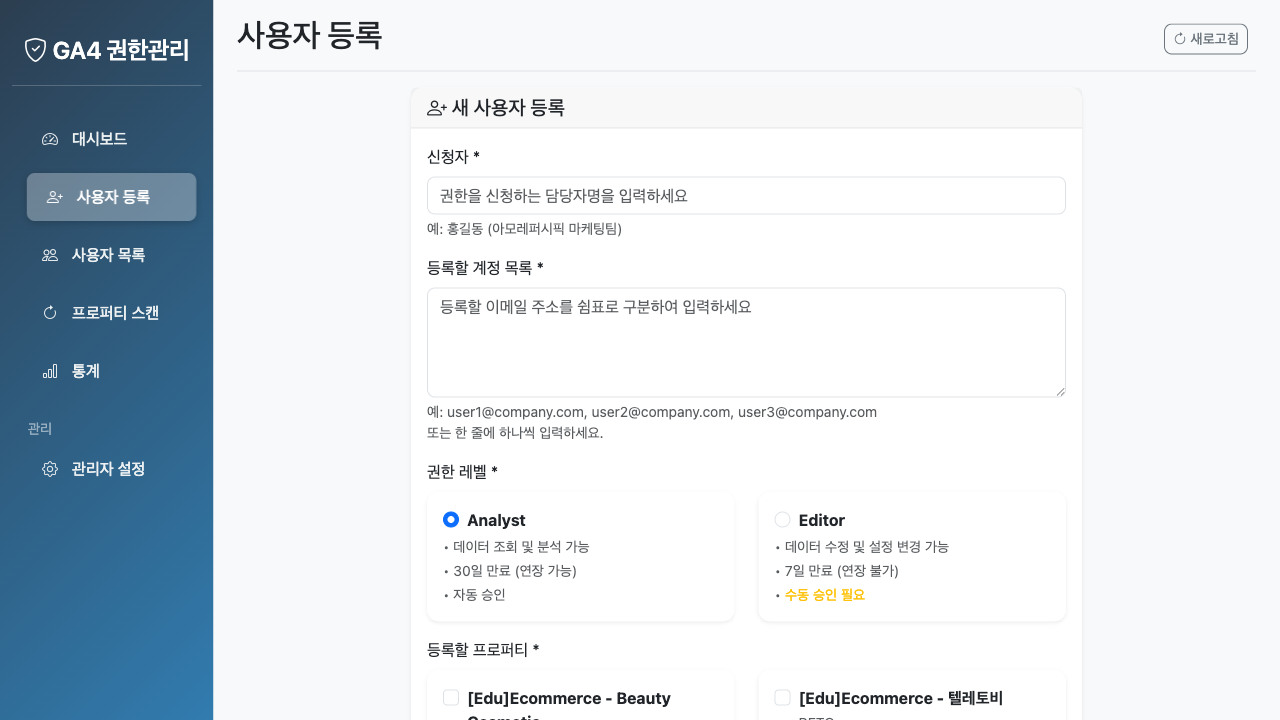 GA4 권한관리
대시보드
사용자 등록
사용자 목록
프로퍼티 스캔
통계
관리
관리자 설정
사용자 등록
새로고침
새 사용자 등록
신청자 *
권한을 신청하는 담당자명을 입력하세요
예: 홍길동 (아모레퍼시픽 마케팅팀)
등록할 계정 목록 *
등록할 이메일 주소를 쉼표로 구분하여 입력하세요
예: user1@company.com, user2@company.com, user3@company.com
또는 한 줄에 하나씩 입력하세요.
권한 레벨 *
Analyst
• 데이터 조회 및 분석 가능
• 30일 만료 (연장 가능)
• 자동 승인
Editor
• 데이터 수정 및 설정 변경 가능
• 7일 만료 (연장 불가)
• 수동 승인 필요
등록할 프로퍼티 *
[Edu]Ecommerce - Beauty
Cosmetic
[Edu]Ecommerce - 텔레토비